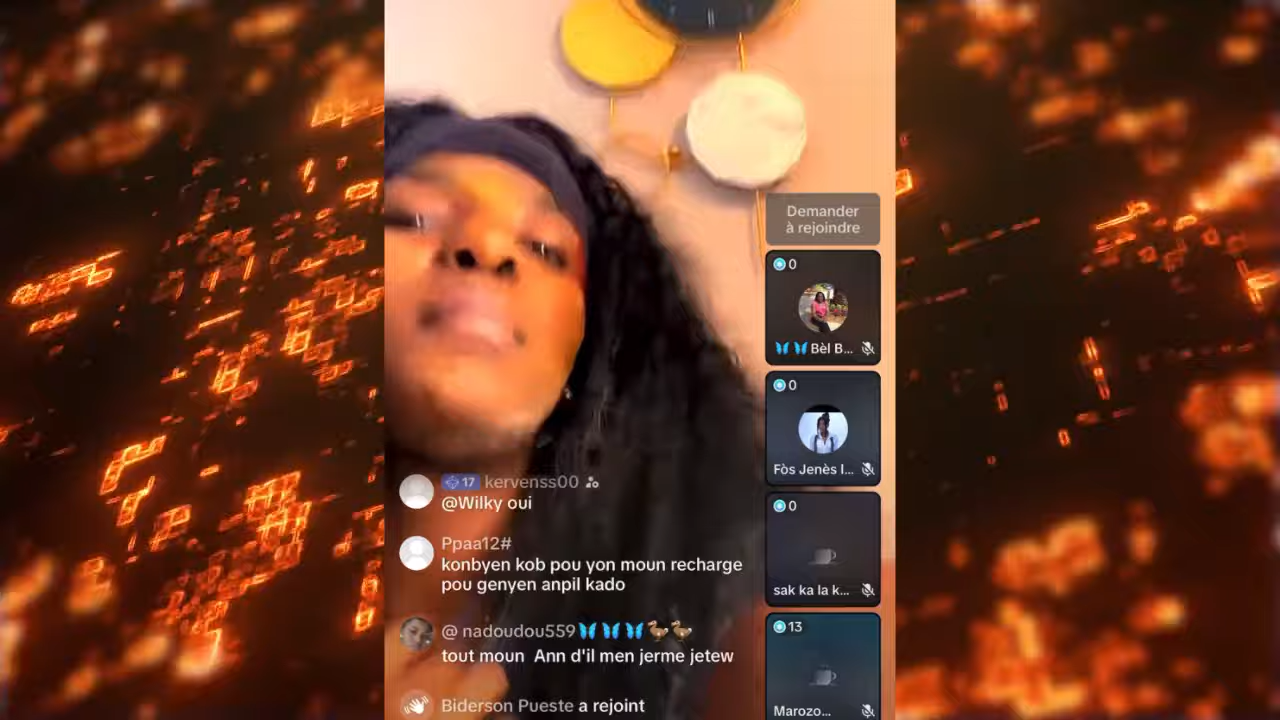 Demander
à rejoindre
0
🦋🦋Bèl B...
0
Fòs Jenès I...
0
sak ka la k...
13
Marozo...
17 kervenss00
@Wilky oui
Ppaa12#
konbyen kob pou yon moun recharge
pou genyen anpil kado
@ nadoudou559🦋🦋🦋🦆🦆
tout moun Ann d'il men jerme jetew
Biderson Pueste a rejoint